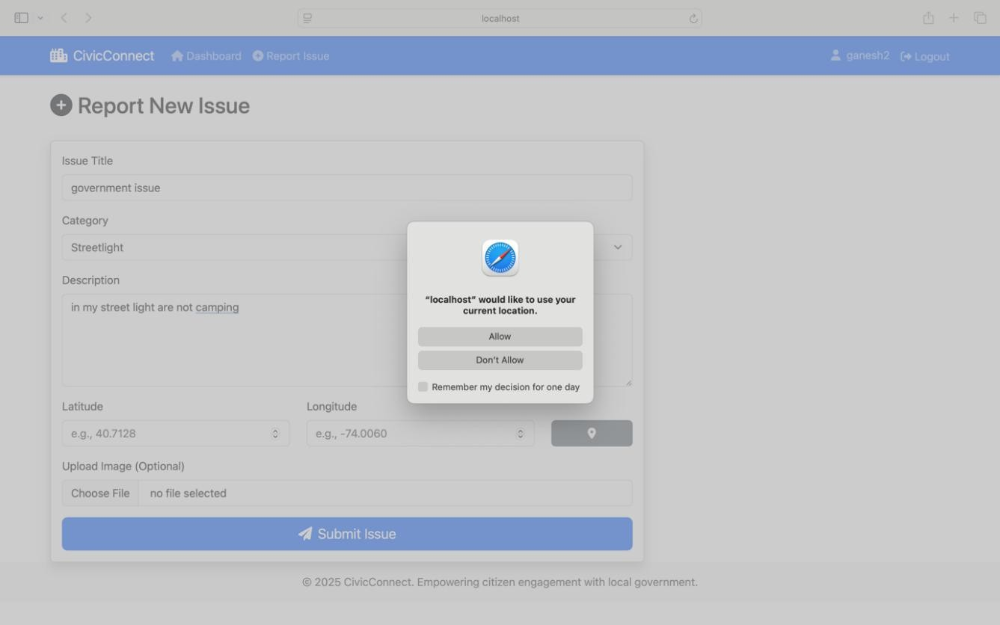 localhost
CivicConnect Dashboard Report Issue ganesh2 Logout
Report New Issue
Issue Title
government issue
Category
Streetlight
Description
in my street light are not camping
“localhost” would like to use your
current location.
Allow
Don't Allow
Remember my decision for one day
Latitude Longitude
e.g., 40.7128 e.g., -74.0060
Upload Image (Optional)
Choose File no file selected
Submit Issue
© 2025 CivicConnect. Empowering citizen engagement with local government.